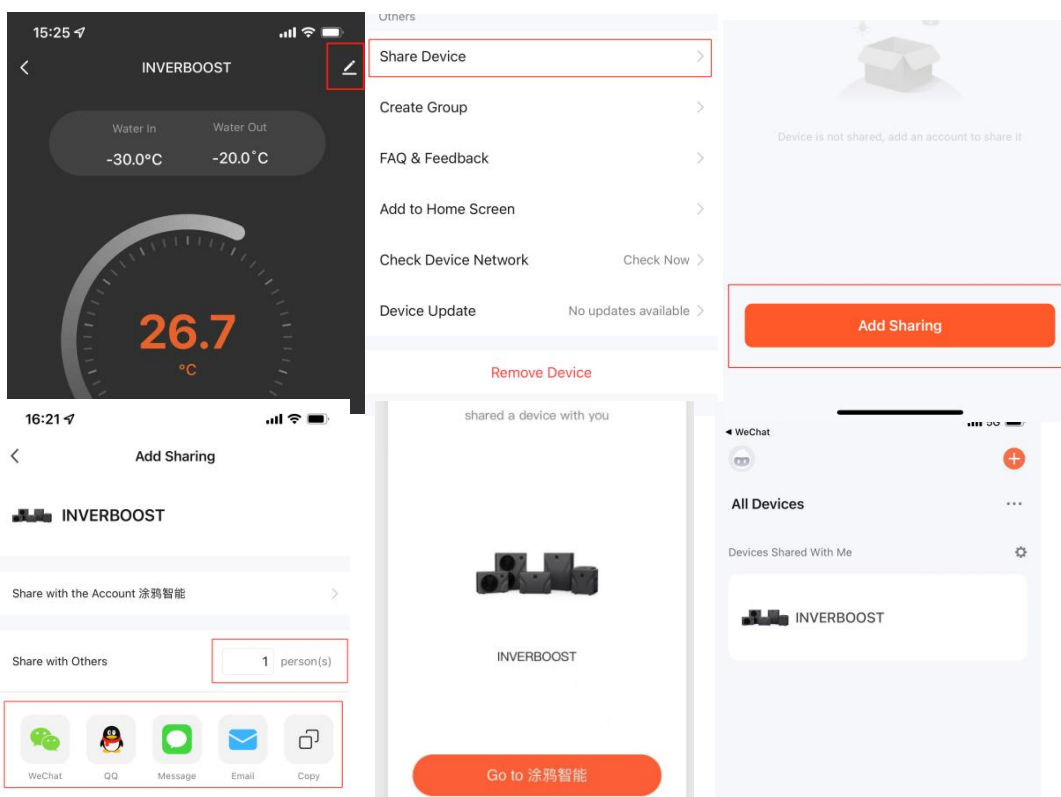 15:25
INVERBOOST
Water In Water Out
-30.0°C -20.0°C
26.7
°C
Others
Share Device
Create Group
FAQ & Feedback
Add to Home Screen
Check Device Network Check Now
Device Update No updates available
Remove Device
Device is not shared, add an account to share it
Add Sharing
16:21
Add Sharing
INVERBOOST
Share with the Account 涂鸦智能
Share with Others 1 person(s)
WeChat QQ Message Email Copy
shared a device with you
INVERBOOST
Go to 涂鸦智能
WeChat
5G
All Devices
Devices Shared With Me
INVERBOOST